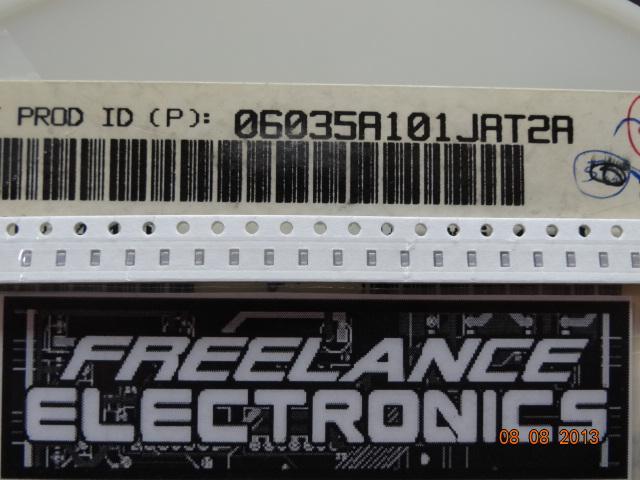 PROD ID (P): 06035A101JAT2A
FREELANCE
ELECTRONICS
08 08 2013